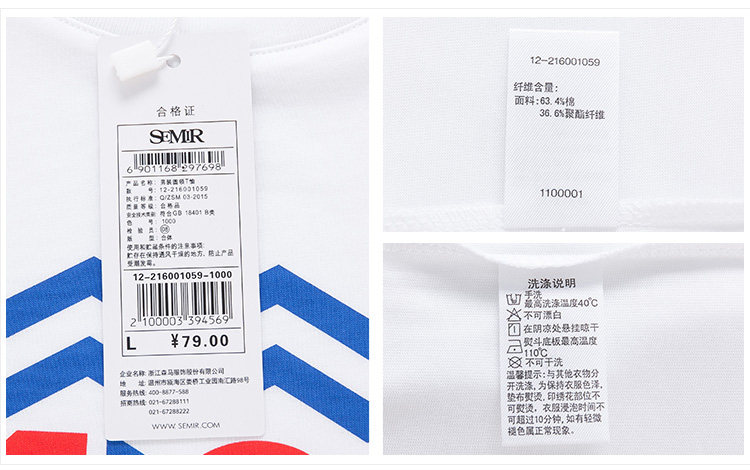 合格证
SEMIR
6 901168 297698
产品名称：男装圆领T恤
款 号：12-216001059
执行标准：Q/ZSM 03-2015
质量等级：合格品
安全技术类别：符合GB 18401 B类
色 号：1000
检 验 员：08
版 型：合体
使用和贮藏条件的注意事项：
贮存在保持通风干燥的地方，防止产品
受潮发霉。
12-216001059-1000
2 100003 394569
L ¥79.00
企业名称：浙江森马服饰股份有限公司
地 址：温州市瓯海区娄桥工业园南汇路98号
服务热线：400-8877-588
招商热线：021-67288111
021-67288222
WWW.SEMIR.COM
12-216001059
纤维含量：
面料：63.4%棉
36.6%聚酯纤维
1100001
洗涤说明
手洗
最高洗涤温度40℃
不可漂白
在阴凉处悬挂晾干
熨斗底板最高温度
110℃
不可干洗
温馨提示：与其他衣物分
开洗涤，为保持衣服色泽，
垫布熨烫，印绣花部位不
可熨烫。衣服浸泡时间不
可超过10分钟，如有轻微
褪色属正常现象。